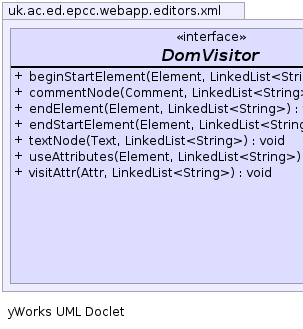 uk.ac.ed.epcc.webapp.editors.xml
«interface»
DomVisitor
+ beginStartElement(Element, LinkedList<Stri
+ commentNode(Comment, LinkedList<String>
+ endElement(Element, LinkedList<String>) :
+ endStartElement(Element, LinkedList<String
+ textNode(Text, LinkedList<String>) : void
+ useAttributes(Element, LinkedList<String>)
+ visitAttr(Attr, LinkedList<String>) : void
yWorks UML Doclet